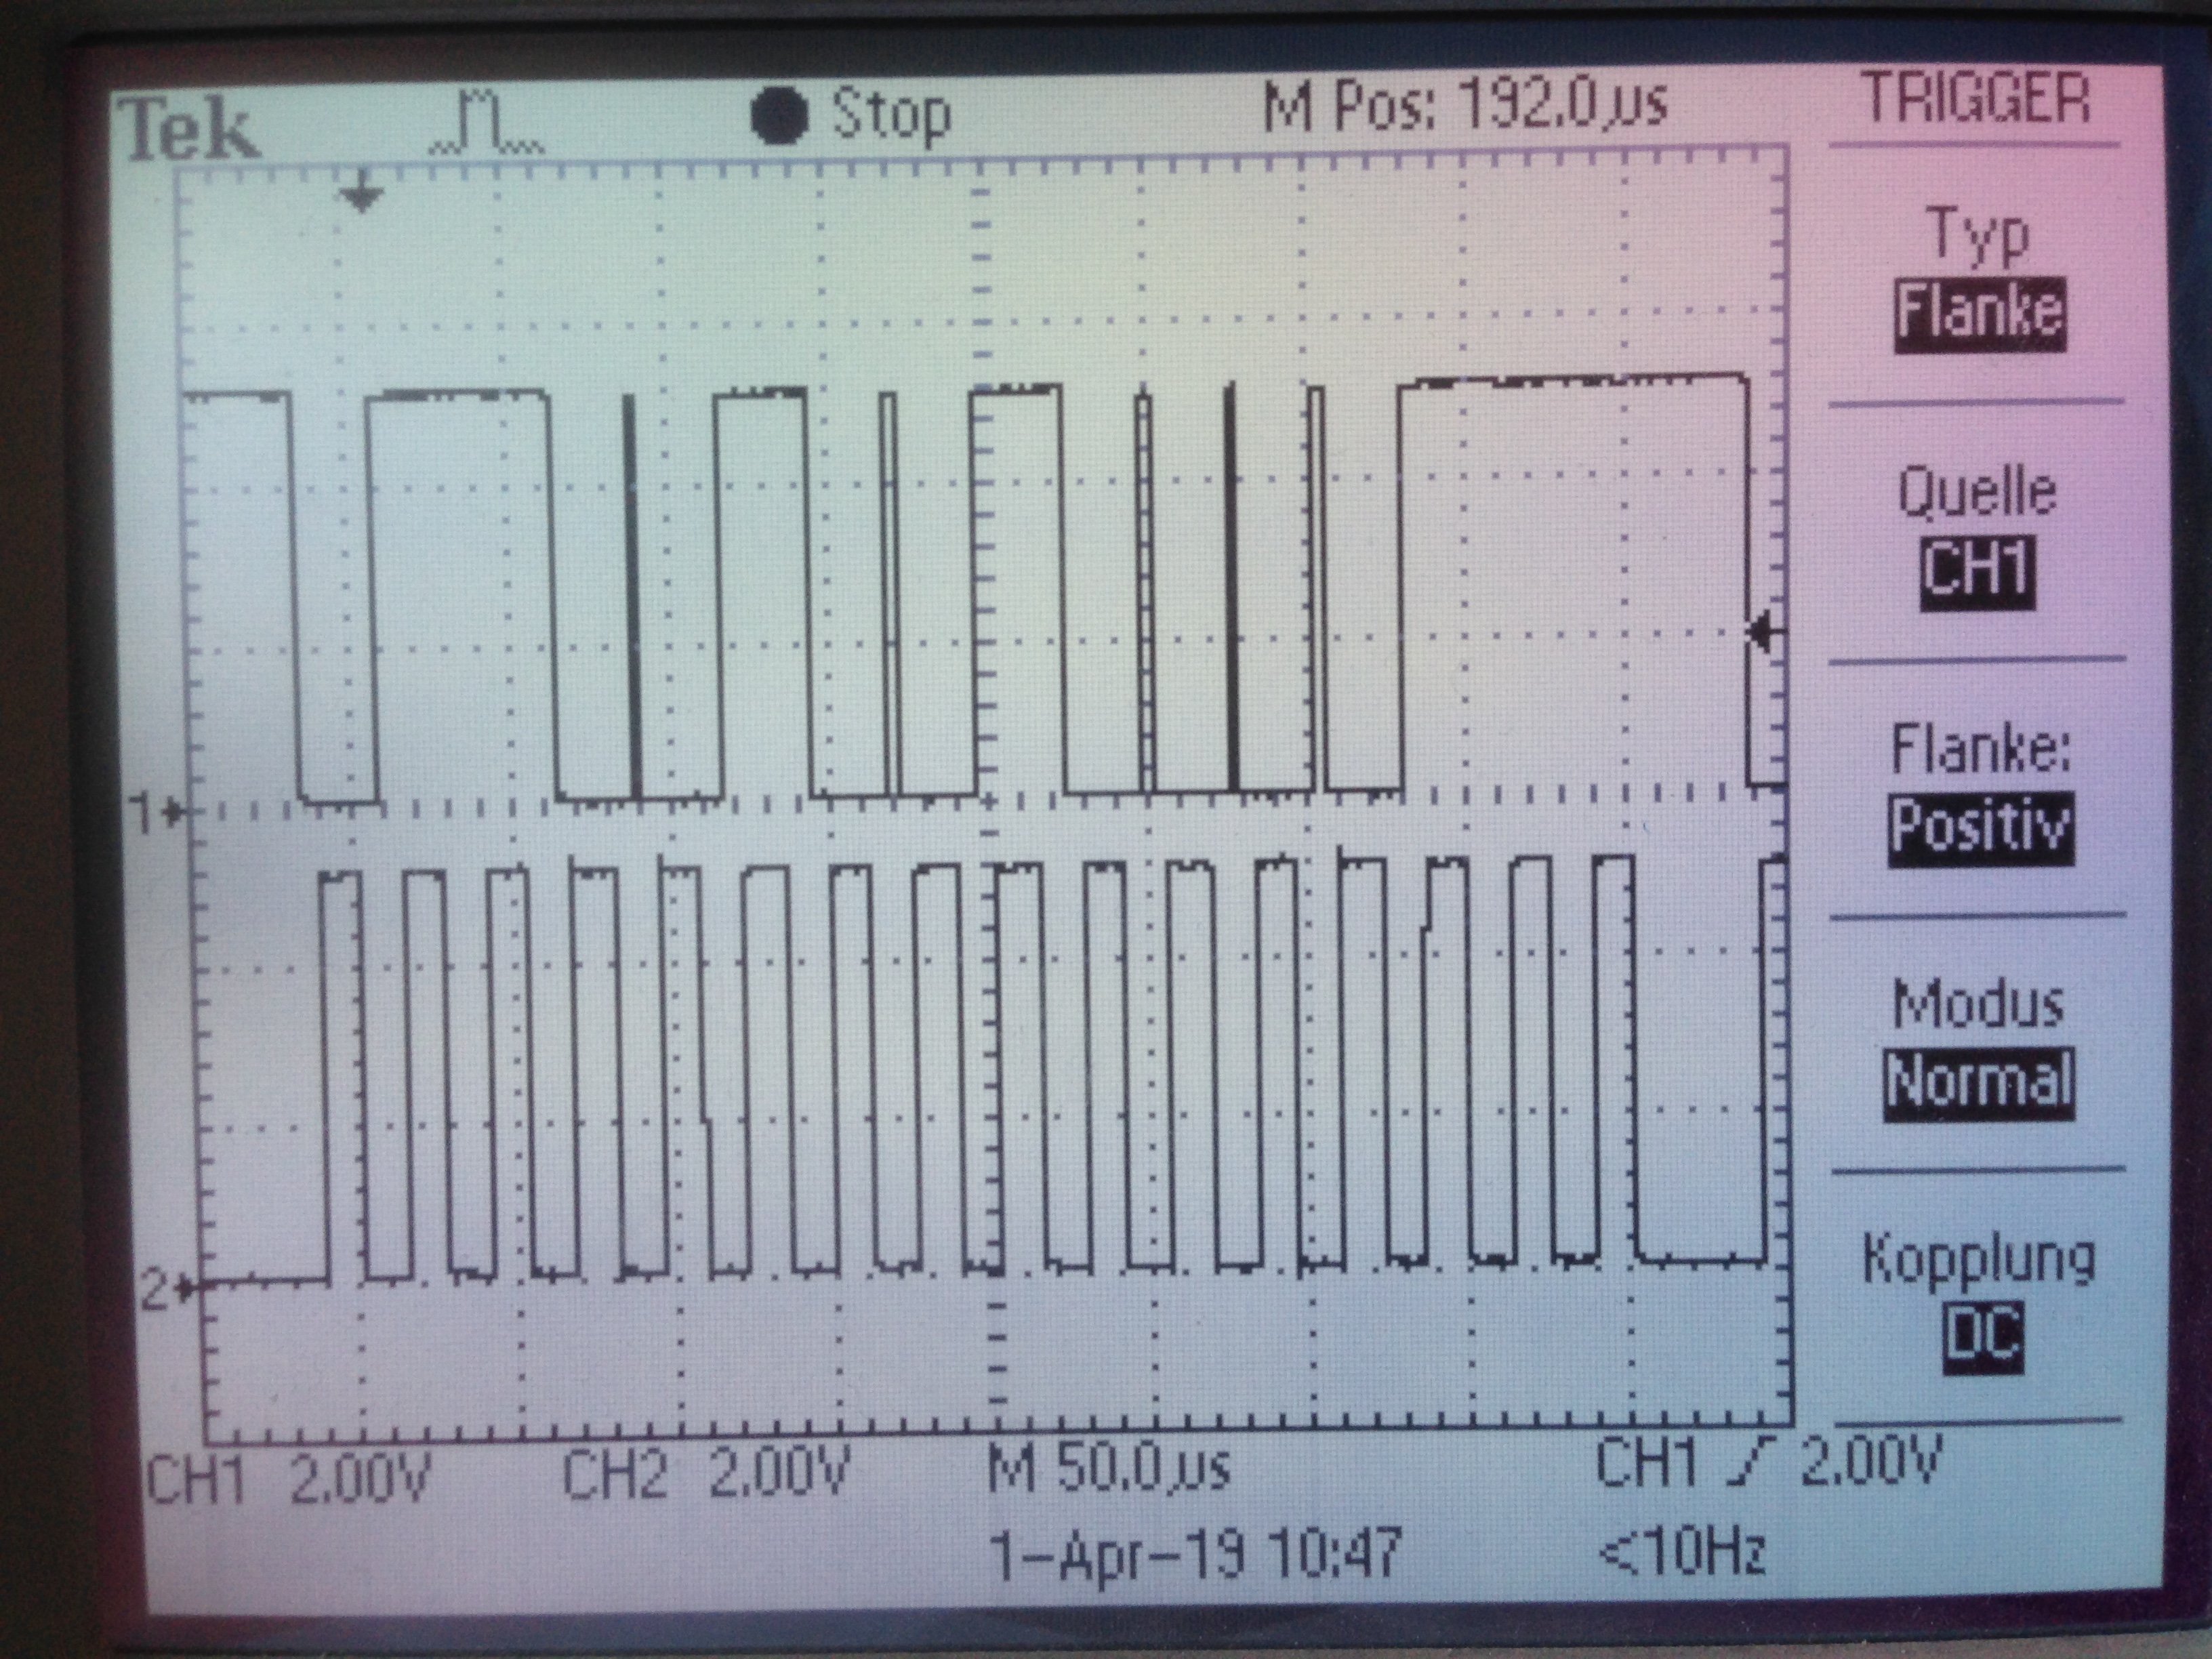 Tek Stop M Pos: 192.0µs TRIGGER
Typ
Flanke
Quelle
CH1
Flanke:
Positiv
Modus
Normal
Kopplung
DC
1
2
CH1 2.00V CH2 2.00V M 50.0µs CH1 2.00V
1-Apr-19 10:47 <10Hz